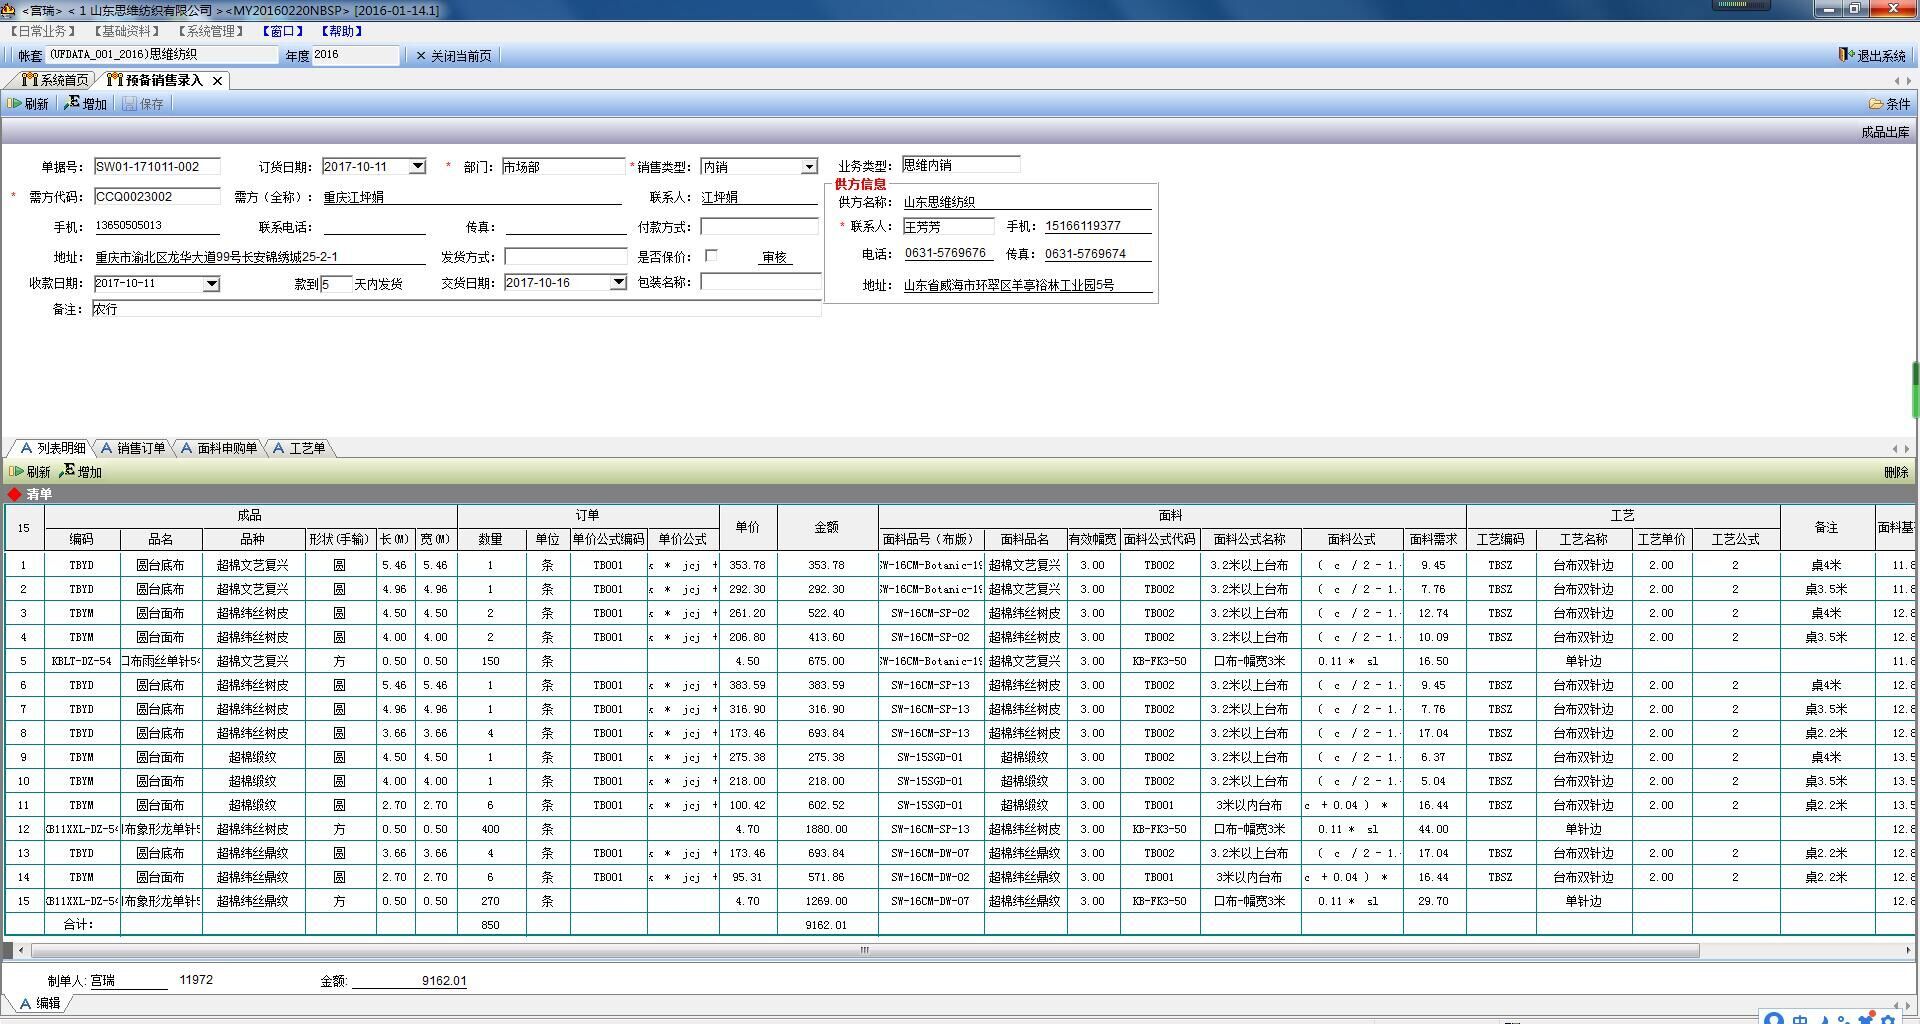 <宫瑞> < 1 山东思维纺织有限公司 ><MY20160220NBSP> [2016-01-14.1]
【日常业务】 【基础资料】 【系统管理】 【窗口】 【帮助】
帐套 (UFDATA_001_2016)思维纺织 年度 2016 × 关闭当前页 退出系统
系统首页 预备销售录入 ×
刷新 增加 保存 条件
成品出库
单据号: SW01-171011-002 订货日期: 2017-10-11 * 部门: 市场部 * 销售类型: 内销 业务类型: 思维内销
供方信息
* 需方代码: CCQ0023002 需方（全称）: 重庆江坪娟 联系人: 江坪娟 供方名称: 山东思维纺织
手机: 13650505013 联系电话: 传真: 付款方式: * 联系人: 王芳芳 手机: 15166119377
地址: 重庆市渝北区龙华大道99号长安锦绣城25-2-1 发货方式: 是否保价: 审核 电话: 0631-5769676 传真: 0631-5769674
收款日期: 2017-10-11 款到 5 天内发货 交货日期: 2017-10-16 包装名称: 地址: 山东省威海市环翠区羊亭裕林工业园5号
备注: 农行
A 列表明细 A 销售订单 A 面料申购单 A 工艺单
刷新 增加 删除
清单
15 成品 订单 单价 金额 面料 工艺 备注 面料基
编码 品名 品种 形状(手输) 长(M) 宽(M) 数量 单位 单价公式编码 单价公式 面料品号（布版） 面料品名 有效幅宽 面料公式代码 面料公式名称 面料公式 面料需求 工艺编码 工艺名称 工艺单价 工艺公式
1 TBYD 圆台底布 超棉文艺复兴 圆 5.46 5.46 1 条 TB001 * jcj 353.78 353.78 W-16CM-Botanic-19 超棉文艺复兴 3.00 TB002 3.2米以上台布 ( c / 2 - 1. 9.45 TBSZ 台布双针边 2.00 2 桌4米 11.8
2 TBYD 圆台底布 超棉文艺复兴 圆 4.96 4.96 1 条 TB001 * jcj 292.30 292.30 W-16CM-Botanic-19 超棉文艺复兴 3.00 TB002 3.2米以上台布 ( c / 2 - 1. 7.76 TBSZ 台布双针边 2.00 2 桌3.5米 11.8
3 TBYM 圆台面布 超棉纬丝树皮 圆 4.50 4.50 2 条 TB001 * jcj 261.20 522.40 SW-16CM-SP-02 超棉纬丝树皮 3.00 TB002 3.2米以上台布 ( c / 2 - 1. 12.74 TBSZ 台布双针边 2.00 2 桌4米 12.8
4 TBYM 圆台面布 超棉纬丝树皮 圆 4.00 4.00 2 条 TB001 * jcj 206.80 413.60 SW-16CM-SP-02 超棉纬丝树皮 3.00 TB002 3.2米以上台布 ( c / 2 - 1. 10.09 TBSZ 台布双针边 2.00 2 桌3.5米 12.8
5 KBLT-DZ-54 口布雨丝单针54 超棉文艺复兴 方 0.50 0.50 150 条 4.50 675.00 W-16CM-Botanic-19 超棉文艺复兴 3.00 KB-FK3-50 口布-幅宽3米 0.11 * sl 16.50 单针边 11.8
6 TBYD 圆台底布 超棉纬丝树皮 圆 5.46 5.46 1 条 TB001 * jcj 383.59 383.59 SW-16CM-SP-13 超棉纬丝树皮 3.00 TB002 3.2米以上台布 ( c / 2 - 1. 9.45 TBSZ 台布双针边 2.00 2 桌4米 12.8
7 TBYD 圆台底布 超棉纬丝树皮 圆 4.96 4.96 1 条 TB001 * jcj 316.90 316.90 SW-16CM-SP-13 超棉纬丝树皮 3.00 TB002 3.2米以上台布 ( c / 2 - 1. 7.76 TBSZ 台布双针边 2.00 2 桌3.5米 12.8
8 TBYD 圆台底布 超棉纬丝树皮 圆 3.66 3.66 4 条 TB001 * jcj 173.46 693.84 SW-16CM-SP-13 超棉纬丝树皮 3.00 TB002 3.2米以上台布 ( c / 2 - 1. 17.04 TBSZ 台布双针边 2.00 2 桌2.2米 12.8
9 TBYM 圆台面布 超棉缎纹 圆 4.50 4.50 1 条 TB001 * jcj 275.38 275.38 SW-15SGD-01 超棉缎纹 3.00 TB002 3.2米以上台布 ( c / 2 - 1. 6.37 TBSZ 台布双针边 2.00 2 桌4米 13.5
10 TBYM 圆台面布 超棉缎纹 圆 4.00 4.00 1 条 TB001 * jcj 218.00 218.00 SW-15SGD-01 超棉缎纹 3.00 TB002 3.2米以上台布 ( c / 2 - 1. 5.04 TBSZ 台布双针边 2.00 2 桌3.5米 13.5
11 TBYM 圆台面布 超棉缎纹 圆 2.70 2.70 6 条 TB001 * jcj 100.42 602.52 SW-15SGD-01 超棉缎纹 3.00 TB001 3米以内台布 c + 0.04 ) * 16.44 TBSZ 台布双针边 2.00 2 桌2.2米 13.5
12 B11XXL-DZ-54 布象形龙单针5 超棉纬丝树皮 方 0.50 0.50 400 条 4.70 1880.00 SW-16CM-SP-13 超棉纬丝树皮 3.00 KB-FK3-50 口布-幅宽3米 0.11 * sl 44.00 单针边 12.8
13 TBYD 圆台底布 超棉纬丝鼎纹 圆 3.66 3.66 4 条 TB001 * jcj 173.46 693.84 SW-16CM-DW-07 超棉纬丝鼎纹 3.00 TB002 3.2米以上台布 ( c / 2 - 1. 17.04 TBSZ 台布双针边 2.00 2 桌2.2米 12.8
14 TBYM 圆台面布 超棉纬丝鼎纹 圆 2.70 2.70 6 条 TB001 * jcj 95.31 571.86 SW-16CM-DW-02 超棉纬丝鼎纹 3.00 TB001 3米以内台布 c + 0.04 ) * 16.44 TBSZ 台布双针边 2.00 2 桌2.2米 12.8
15 B11XXL-DZ-54 布象形龙单针5 超棉纬丝鼎纹 方 0.50 0.50 270 条 4.70 1269.00 SW-16CM-DW-07 超棉纬丝鼎纹 3.00 KB-FK3-50 口布-幅宽3米 0.11 * sl 29.70 单针边 12.8
合计: 850 9162.01
制单人: 宫瑞 11972 金额: 9162.01
A 编辑